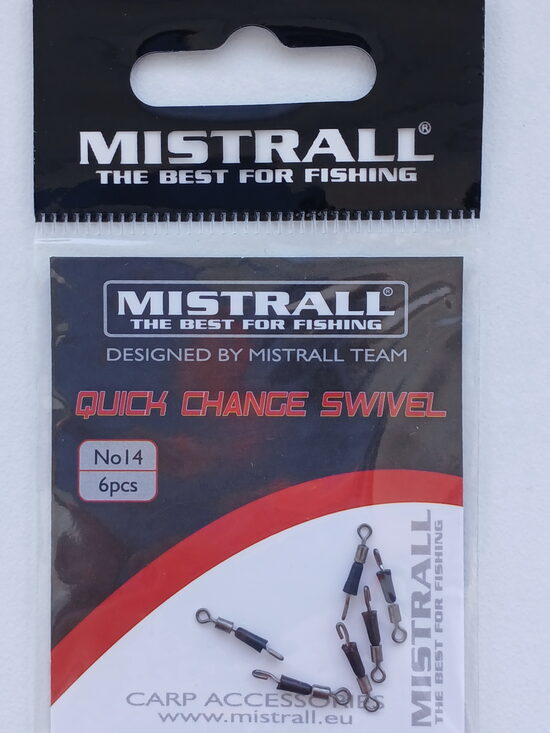 MISTRALL®
THE BEST FOR FISHING
MISTRALL®
THE BEST FOR FISHING
DESIGNED BY MISTRALL TEAM
QUICK CHANGE SWIVEL
No14
6pcs
MISTRALL
THE BEST FOR FISHING
CARP ACCESSORIES
www.mistrall.eu